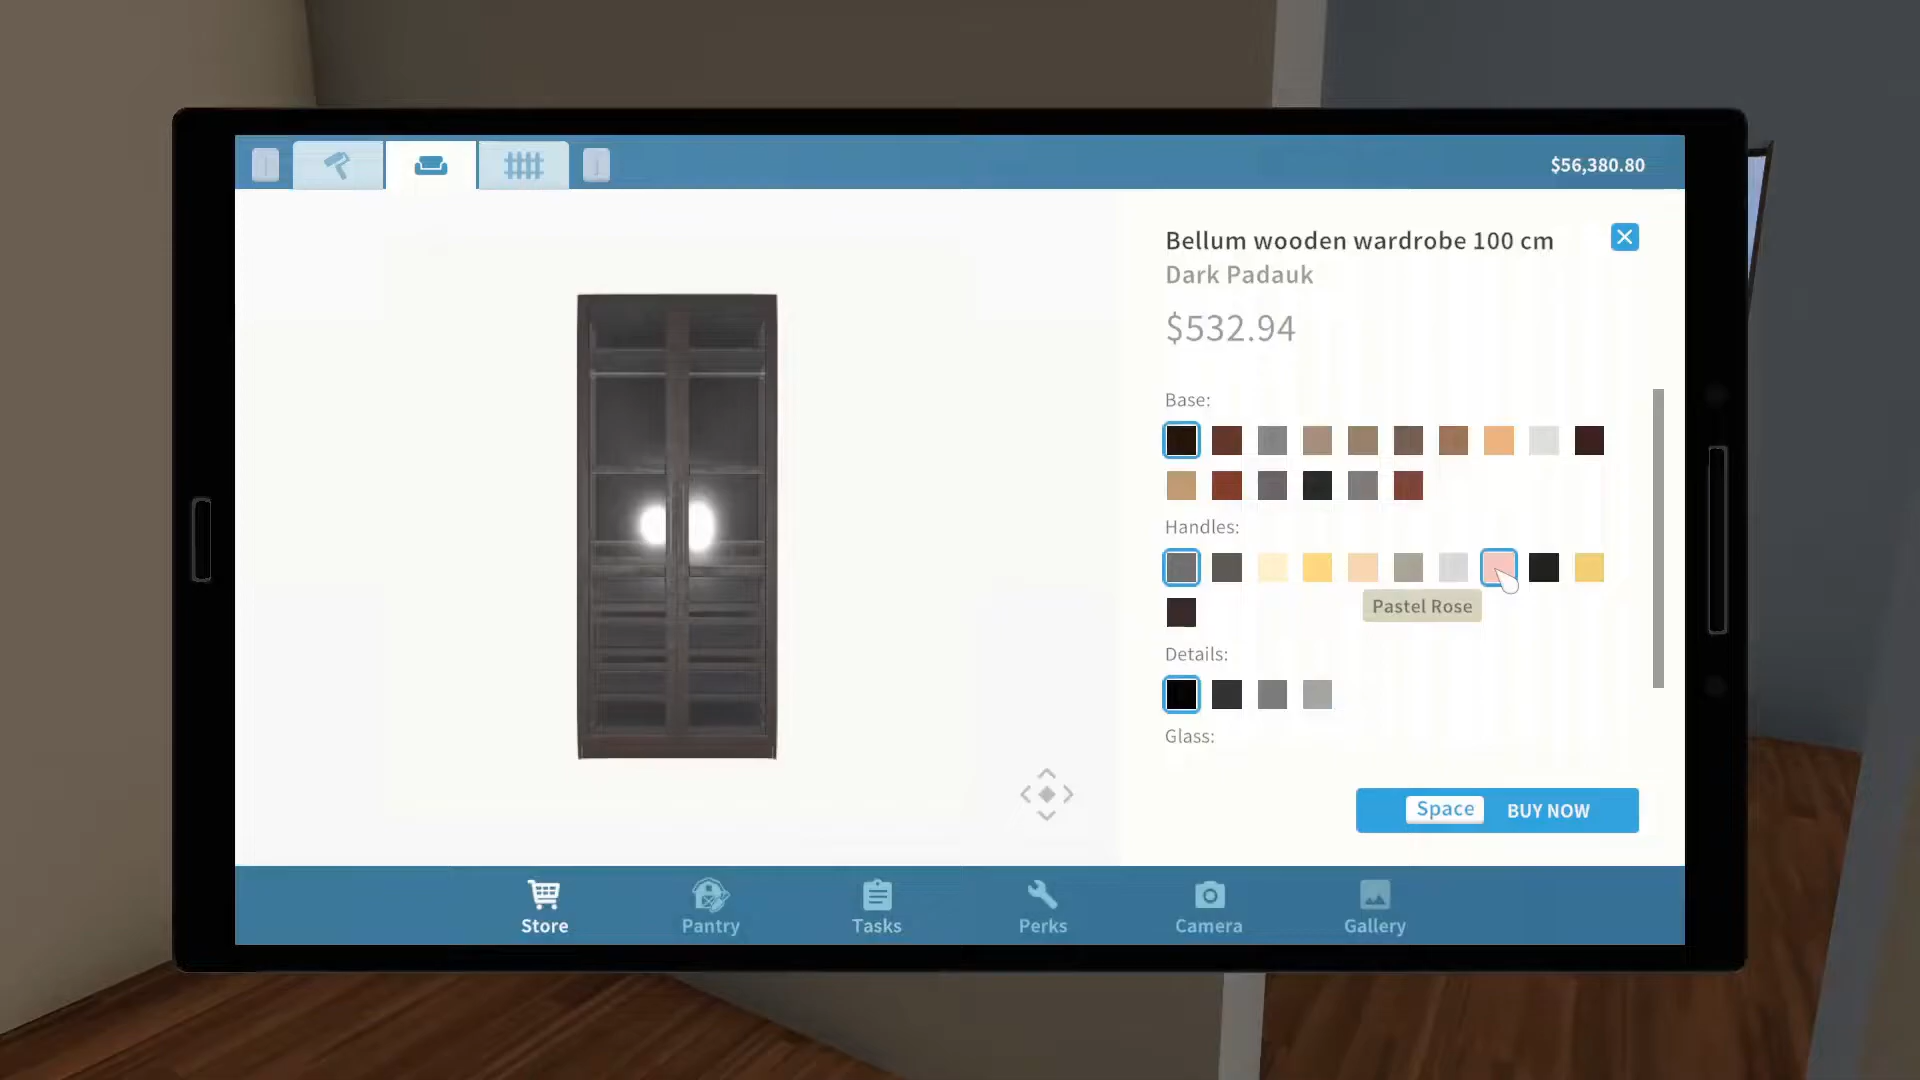 $56,380.80
Bellum wooden wardrobe 100 cm
Dark Padauk
$532.94
Base:
Handles:
Pastel Rose
Details:
Glass:
Space BUY NOW
Store
Pantry
Tasks
Perks
Camera
Gallery